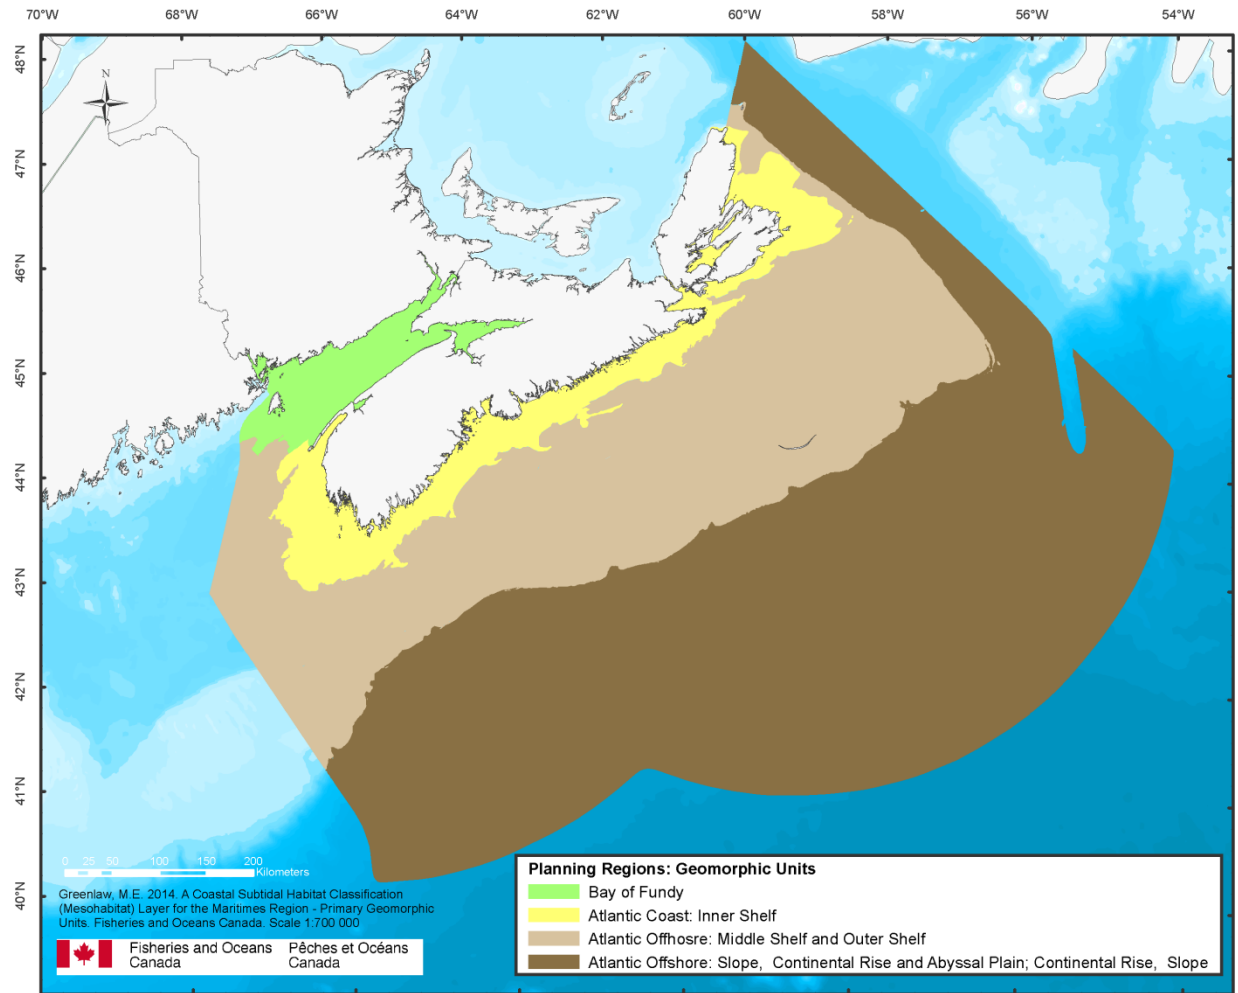 70°W 68°W 66°W 64°W 62°W 60°W 58°W 56°W 54°W
48°N
N
47°N
46°N
45°N
44°N
43°N
42°N
41°N
40°N
0 25 50 100 150 200
Kilometers
Greenlaw, M.E. 2014. A Coastal Subtidal Habitat Classification
(Mesohabitat) Layer for the Maritimes Region - Primary Geomorphic
Units. Fisheries and Oceans Canada. Scale 1:700 000
Fisheries and Oceans Pêches et Océans
Canada Canada
Planning Regions: Geomorphic Units
Bay of Fundy
Atlantic Coast: Inner Shelf
Atlantic Offhosre: Middle Shelf and Outer Shelf
Atlantic Offshore: Slope, Continental Rise and Abyssal Plain; Continental Rise, Slope